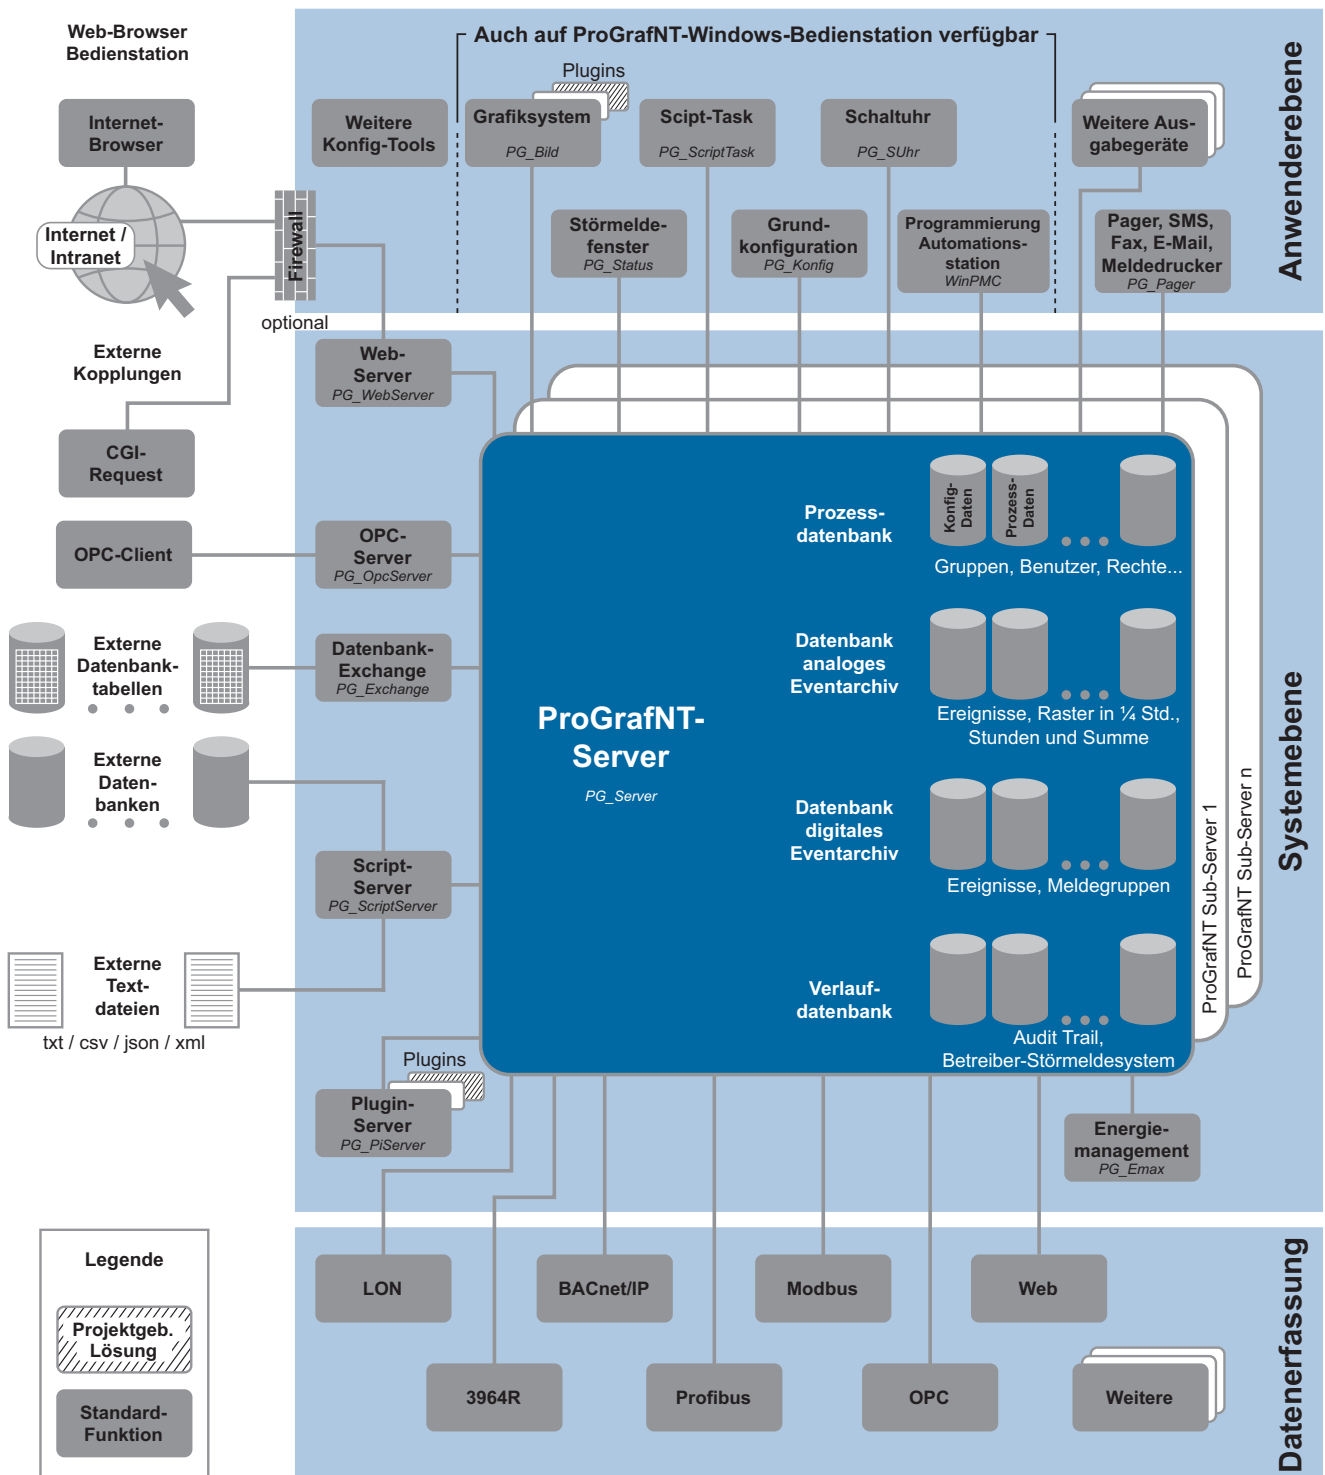 Web-Browser
Bedienstation
Auch auf ProGrafNT-Windows-Bedienstation verfügbar
Plugins
Internet-
Browser
Weitere
Konfig-Tools
Grafiksystem
PG_Bild
Scipt-Task
PG_ScriptTask
Schaltuhr
PG_SUhr
Weitere Aus-
gabegeräte
Anwenderebene
Internet /
Intranet
Firewall
optional
Störmelde-
fenster
PG_Status
Grund-
konfiguration
PG_Konfig
Programmierung
Automations-
station
WinPMC
Pager, SMS,
Fax, E-Mail,
Meldedrucker
PG_Pager
Externe
Kopplungen
Web-
Server
PG_WebServer
CGI-
Request
OPC-Client
OPC-
Server
PG_OpcServer
Externe
Datenbank-
tabellen
Datenbank-
Exchange
PG_Exchange
Externe
Daten-
banken
Script-
Server
PG_ScriptServer
Externe
Text-
dateien
txt / csv / json / xml
Plugins
Plugin-
Server
PG_PiServer
ProGrafNT-
Server
PG_Server
Prozess-
datenbank
Konfig-
Daten
Prozess-
Daten
Gruppen, Benutzer, Rechte...
Datenbank
analoges
Eventarchiv
Ereignisse, Raster in ¼ Std.,
Stunden und Summe
Datenbank
digitales
Eventarchiv
Ereignisse, Meldegruppen
Verlauf-
datenbank
Audit Trail,
Betreiber-Störmeldesystem
ProGrafNT Sub-Server 1
ProGrafNT Sub-Server n
Systemebene
Energie-
management
PG_Emax
Legende
Projektgeb.
Lösung
Standard-
Funktion
LON
BACnet/IP
Modbus
Web
3964R
Profibus
OPC
Weitere
Datenerfassung